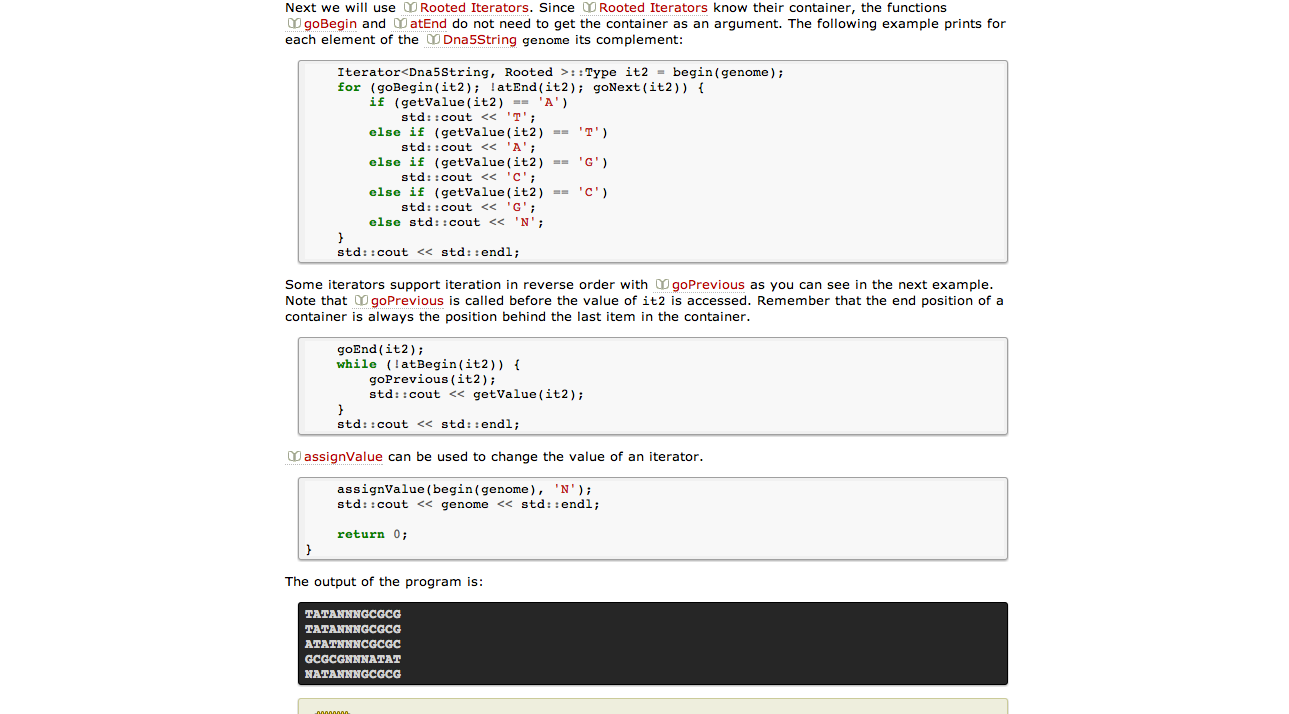 Next we will use Rooted Iterators. Since Rooted Iterators know their container, the functions
goBegin and atEnd do not need to get the container as an argument. The following example prints for
each element of the Dna5String genome its complement:
Iterator<Dna5String, Rooted >::Type it2 = begin(genome);
for (goBegin(it2); !atEnd(it2); goNext(it2)) {
if (getValue(it2) == 'A')
std::cout << 'T';
else if (getValue(it2) == 'T')
std::cout << 'A';
else if (getValue(it2) == 'G')
std::cout << 'C';
else if (getValue(it2) == 'C')
std::cout << 'G';
else std::cout << 'N';
}
std::cout << std::endl;
Some iterators support iteration in reverse order with goPrevious as you can see in the next example.
Note that goPrevious is called before the value of it2 is accessed. Remember that the end position of a
container is always the position behind the last item in the container.
goEnd(it2);
while (!atBegin(it2)) {
goPrevious(it2);
std::cout << getValue(it2);
}
std::cout << std::endl;
assignValue can be used to change the value of an iterator.
assignValue(begin(genome), 'N');
std::cout << genome << std::endl;
return 0;
}
The output of the program is:
TATANNNGCGCG
TATANNNGCGCG
ATATNNNCGCGC
GCGCGNNNATAT
NATANNNGCGCG